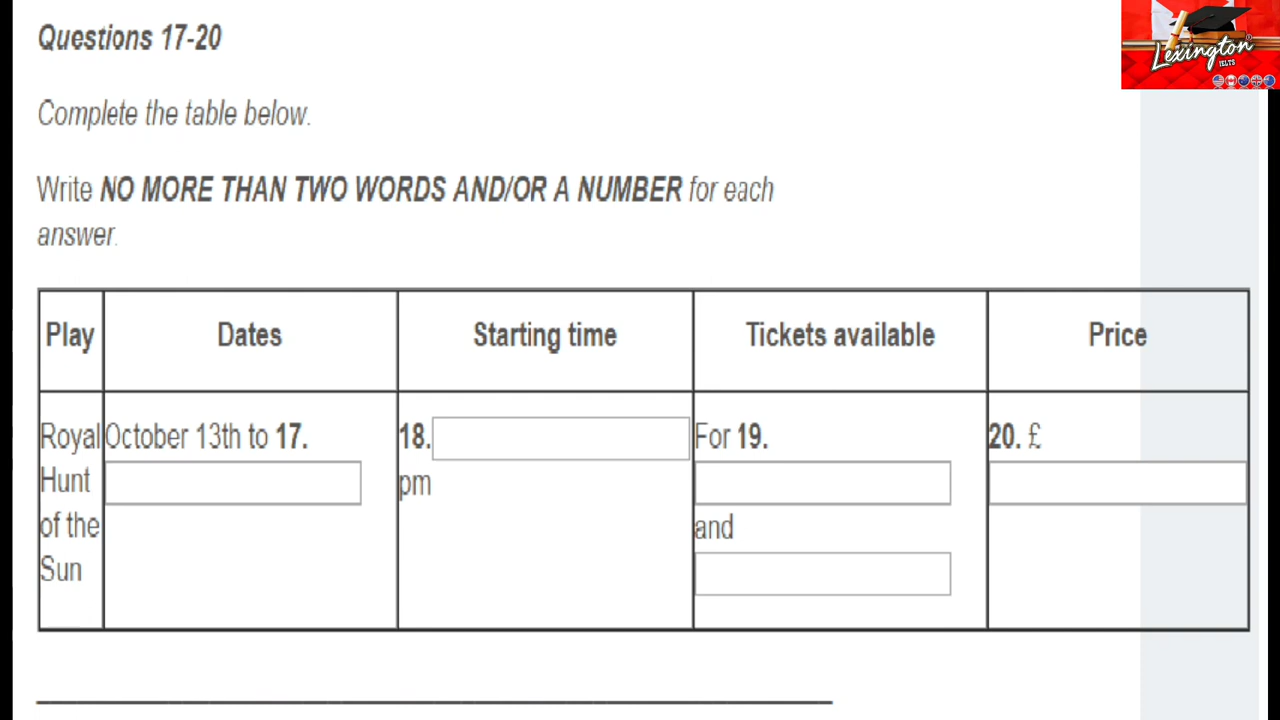 Questions 17-20
Lexington
IELTS
Complete the table below.
Write NO MORE THAN TWO WORDS AND/OR A NUMBER for each
answer.
Play Dates Starting time Tickets available Price
Royal
Hunt
of the
Sun
October 13th to 17.
18.
pm
For 19.
and
20. £